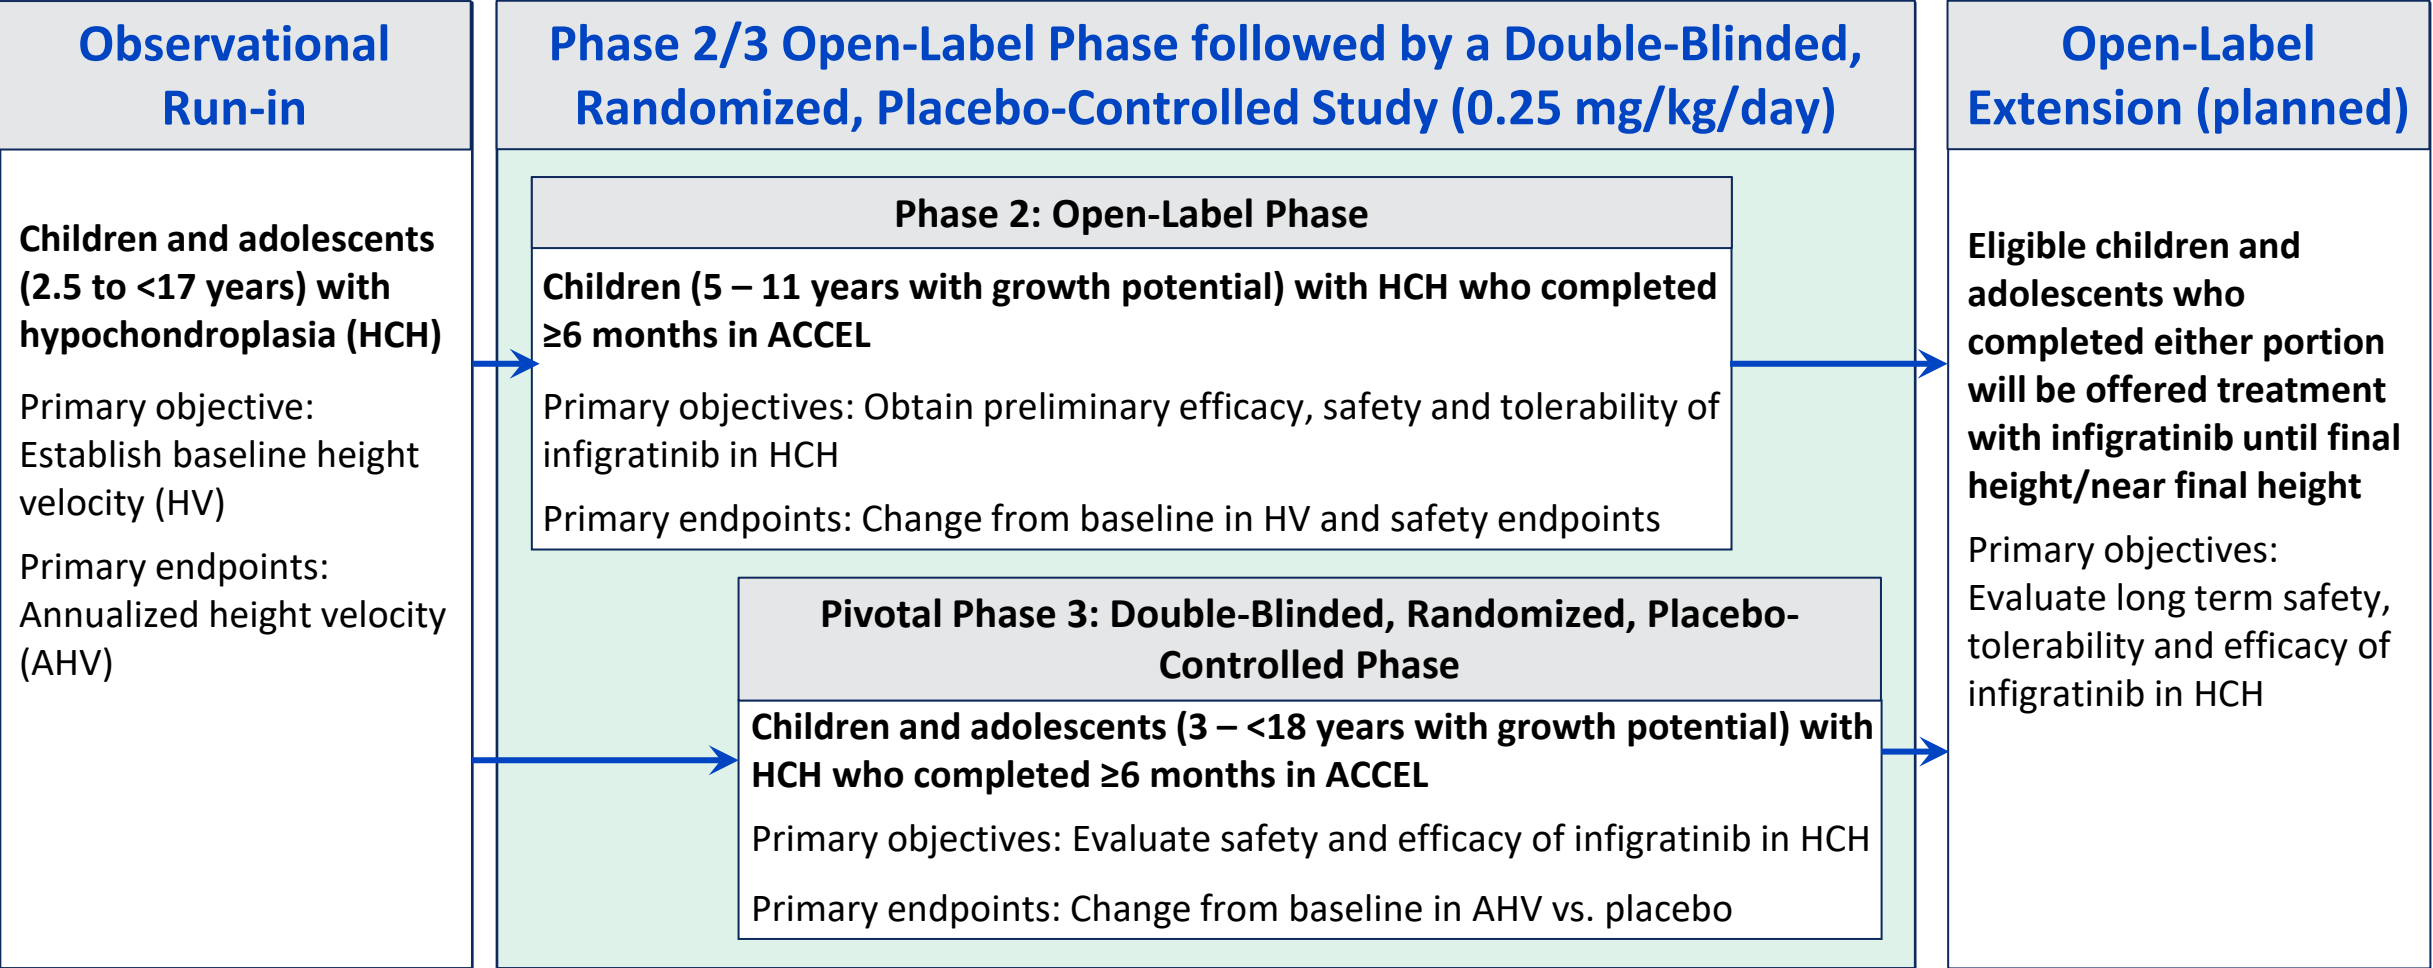 Observational
Run-in
Children and adolescents
(2.5 to <17 years) with
hypochondroplasia (HCH)
Primary objective:
Establish baseline height
velocity (HV)
Primary endpoints:
Annualized height velocity
(AHV)
Phase 2/3 Open-Label Phase followed by a Double-Blinded,
Randomized, Placebo-Controlled Study (0.25 mg/kg/day)
Phase 2: Open-Label Phase
Children (5 – 11 years with growth potential) with HCH who completed
≥6 months in ACCEL
Primary objectives: Obtain preliminary efficacy, safety and tolerability of
infigratinib in HCH
Primary endpoints: Change from baseline in HV and safety endpoints
Pivotal Phase 3: Double-Blinded, Randomized, Placebo-
Controlled Phase
Children and adolescents (3 – <18 years with growth potential) with
HCH who completed ≥6 months in ACCEL
Primary objectives: Evaluate safety and efficacy of infigratinib in HCH
Primary endpoints: Change from baseline in AHV vs. placebo
Open-Label
Extension (planned)
Eligible children and
adolescents who
completed either portion
will be offered treatment
with infigratinib until final
height/near final height
Primary objectives:
Evaluate long term safety,
tolerability and efficacy of
infigratinib in HCH